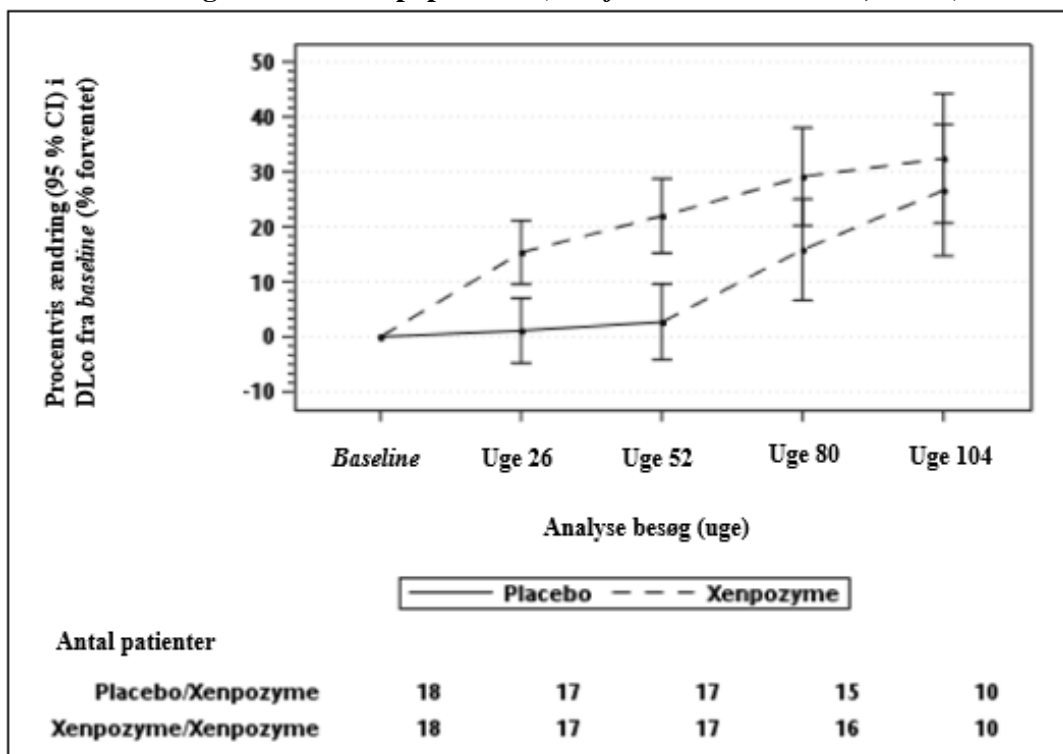 Procentvis ændring (95 % CI) i
DLco fra baseline (% forventet)
50
40
30
20
10
0
-10
Baseline Uge 26 Uge 52 Uge 80 Uge 104
Analyse besøg (uge)
Placebo Xenpozyme
Antal patienter
Placebo/Xenpozyme 18 17 17 15 10
Xenpozyme/Xenpozyme 18 17 17 16 10